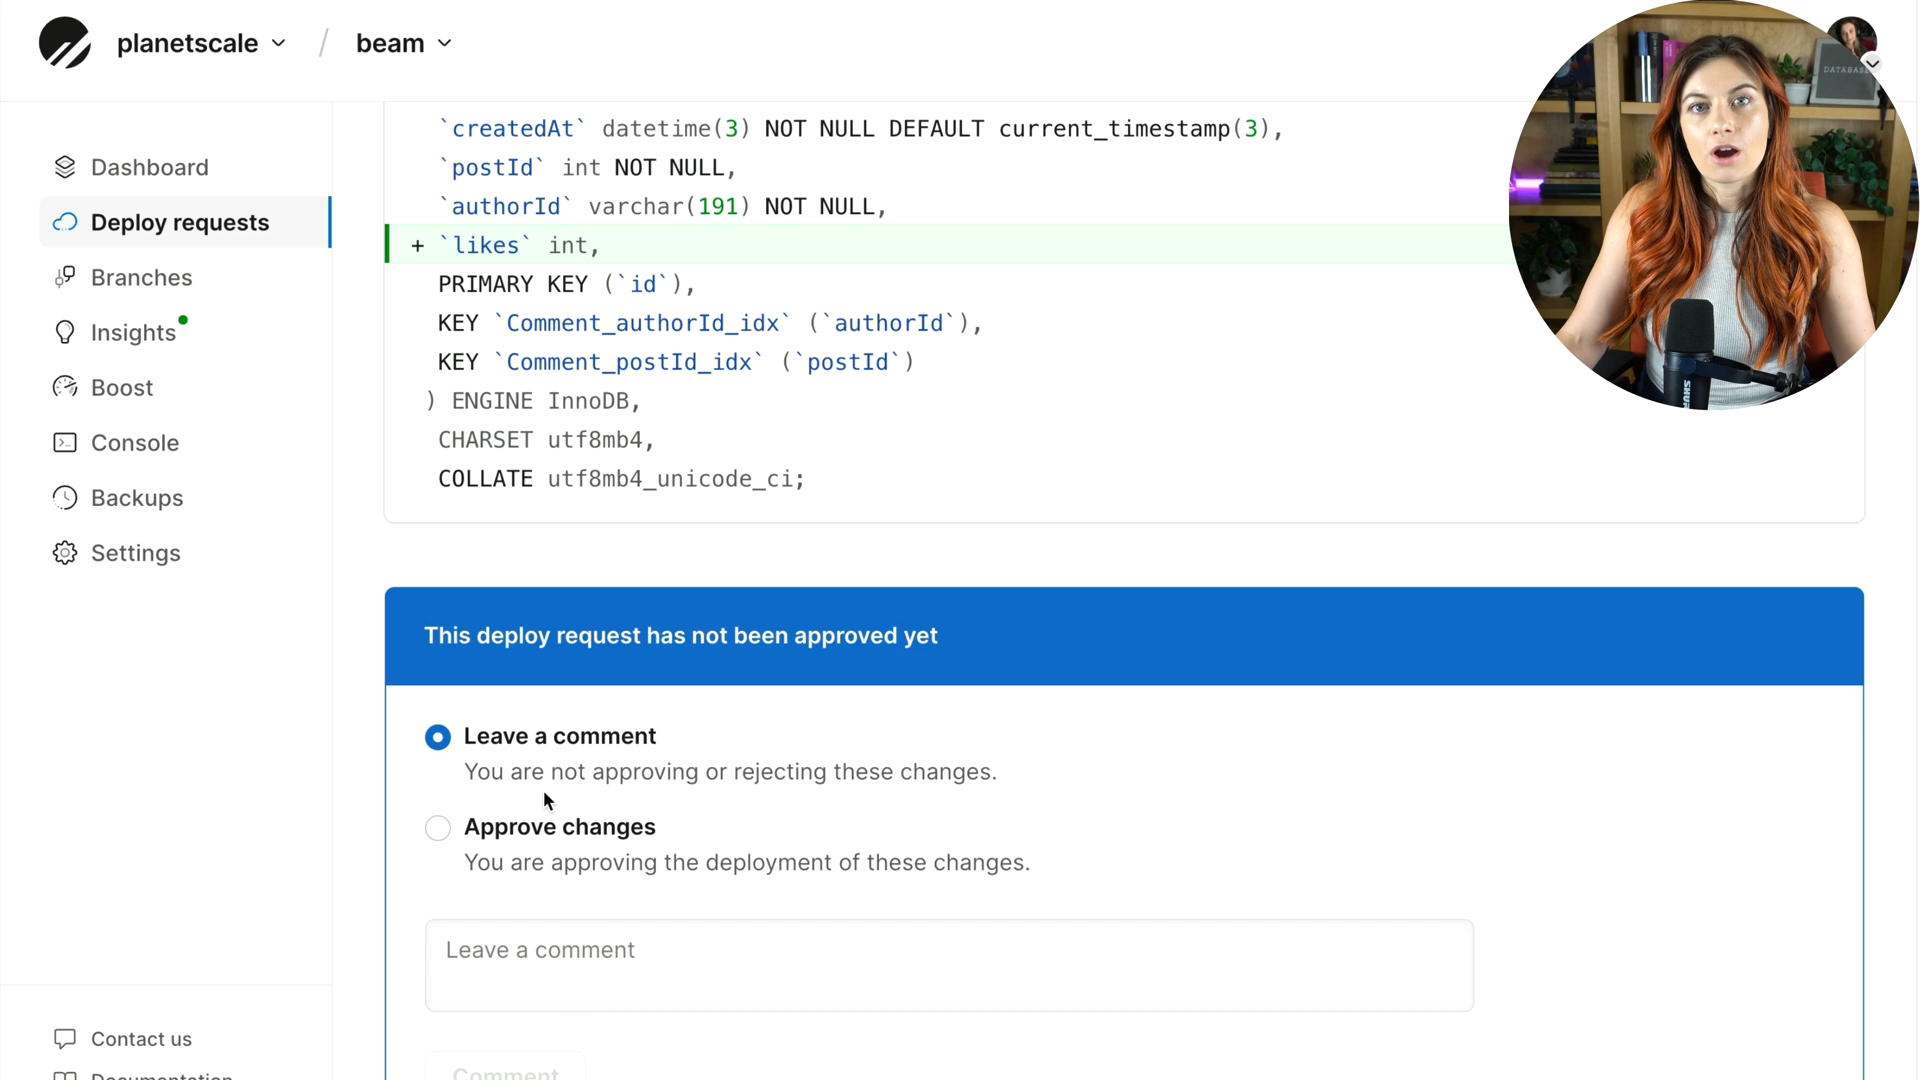 planetscale / beam
DATABASE
Dashboard
Deploy requests
Branches
Insights
Boost
Console
Backups
Settings
Contact us
Documentation
`createdAt` datetime(3) NOT NULL DEFAULT current_timestamp(3),
`postId` int NOT NULL,
`authorId` varchar(191) NOT NULL,
+ `likes` int,
PRIMARY KEY (`id`),
KEY `Comment_authorId_idx` (`authorId`),
KEY `Comment_postId_idx` (`postId`)
) ENGINE InnoDB,
CHARSET utf8mb4,
COLLATE utf8mb4_unicode_ci;
This deploy request has not been approved yet
Leave a comment
You are not approving or rejecting these changes.
Approve changes
You are approving the deployment of these changes.
Leave a comment
Comment
SHURE